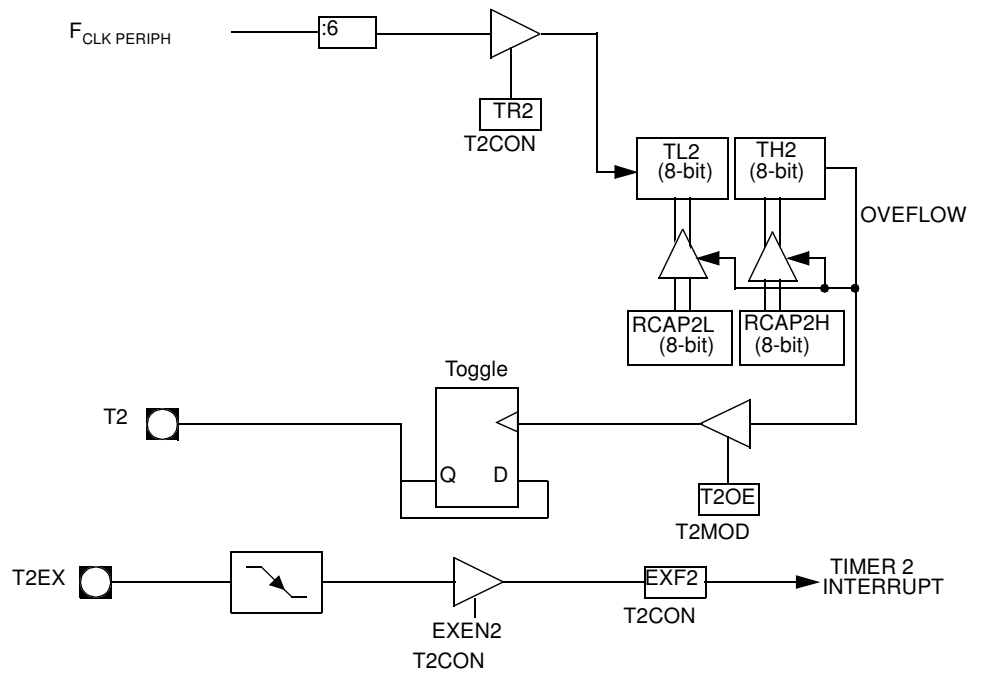 FCLK PERIPH
:6
TR2
T2CON
TL2
(8-bit)
TH2
(8-bit)
OVEFLOW
RCAP2L
(8-bit)
RCAP2H
(8-bit)
Toggle
T2
Q
D
T2OE
T2MOD
T2EX
EXEN2
T2CON
EXF2
T2CON
TIMER 2
INTERRUPT